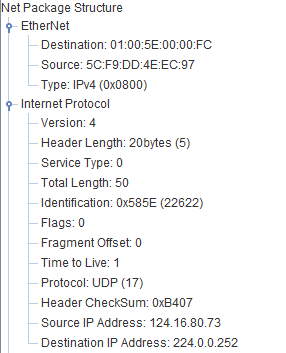 Net Package Structure
EtherNet
Destination: 01:00:5E:00:00:FC
Source: 5C:F9:DD:4E:EC:97
Type: IPv4 (0x0800)
Internet Protocol
Version: 4
Header Length: 20bytes (5)
Service Type: 0
Total Length: 50
Identification: 0x585E (22622)
Flags: 0
Fragment Offset: 0
Time to Live: 1
Protocol: UDP (17)
Header CheckSum: 0xB407
Source IP Address: 124.16.80.73
Destination IP Address: 224.0.0.252